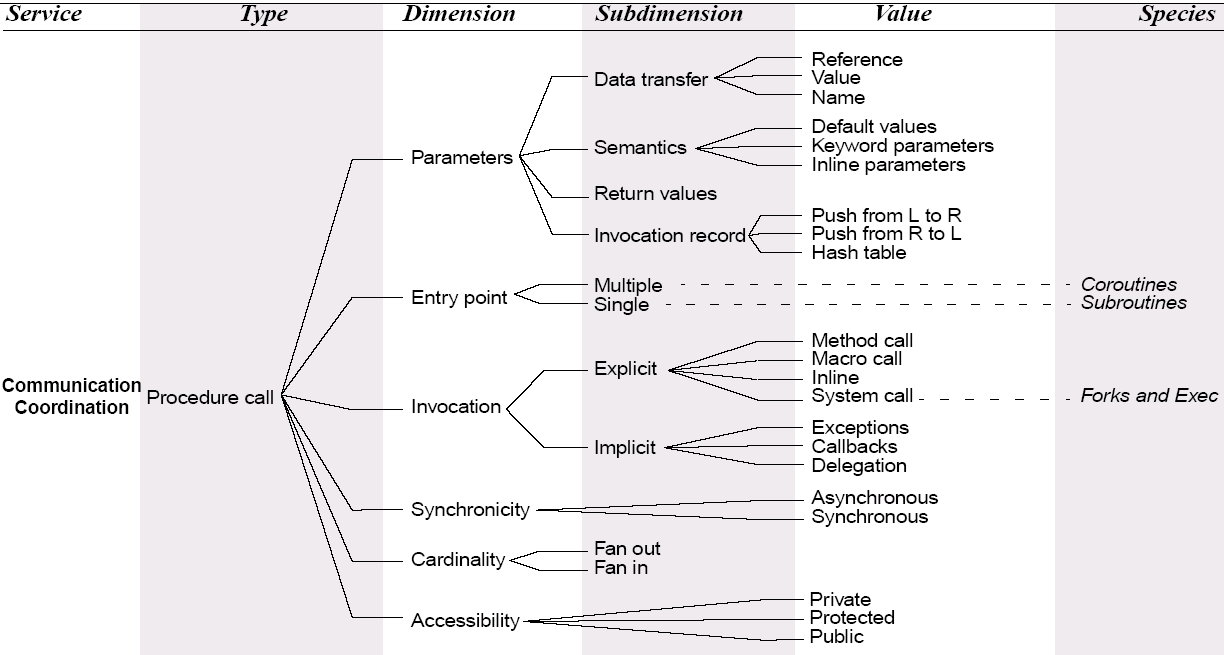 Service Type Dimension Subdimension Value Species
Communication
Coordination
Procedure call
Parameters
Data transfer
Reference
Value
Name
Semantics
Default values
Keyword parameters
Inline parameters
Return values
Invocation record
Push from L to R
Push from R to L
Hash table
Entry point
Multiple
Coroutines
Single
Subroutines
Invocation
Explicit
Method call
Macro call
Inline
System call
Forks and Exec
Implicit
Exceptions
Callbacks
Delegation
Synchronicity
Asynchronous
Synchronous
Cardinality
Fan out
Fan in
Accessibility
Private
Protected
Public